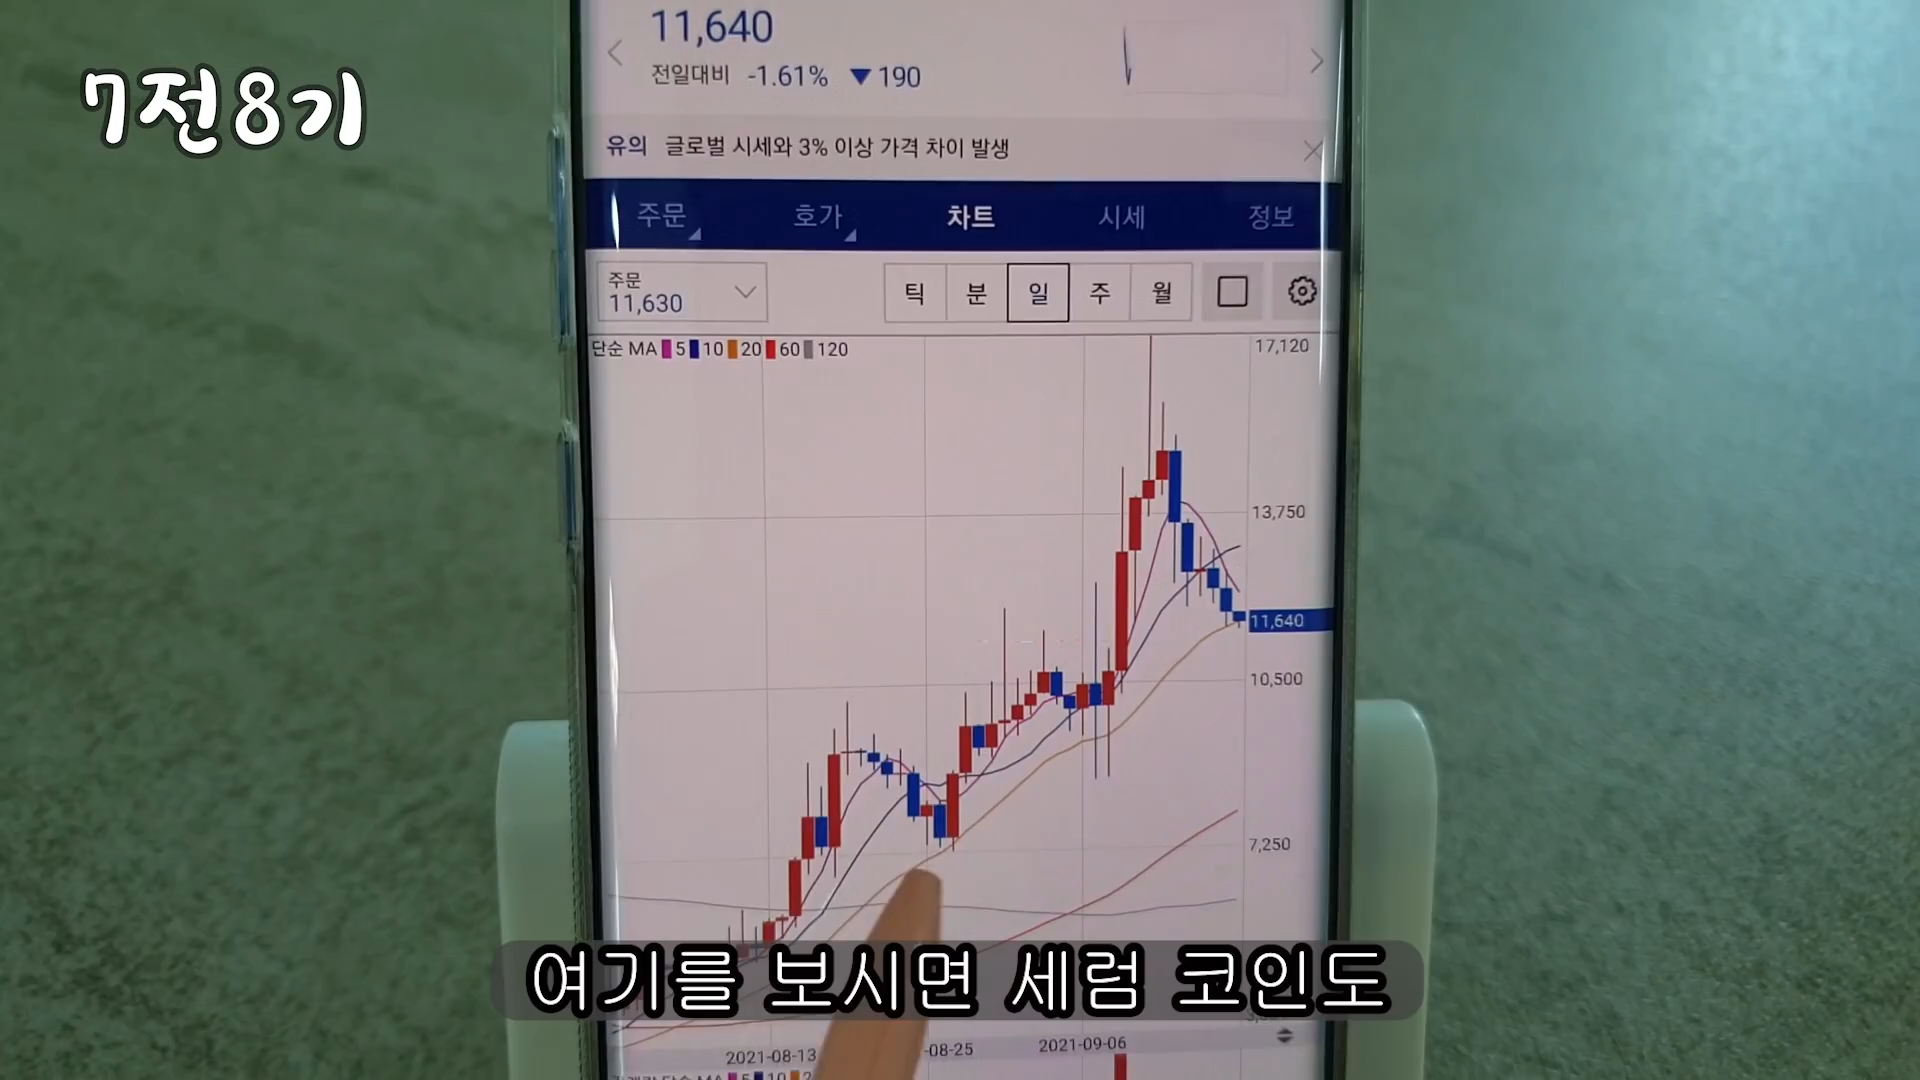 7전8기
11,640
전일대비 -1.61% ▼190
유의 글로벌 시세와 3% 이상 가격 차이 발생
주문 호가 차트 시세 정보
주문
11,630
틱 분 일 주 월
단순 MA 5 10 20 60 120
17,120
13,750
11,640
10,500
7,250
여기를 보시면 세럼 코인도
2021-08-13 -08-25 2021-09-06